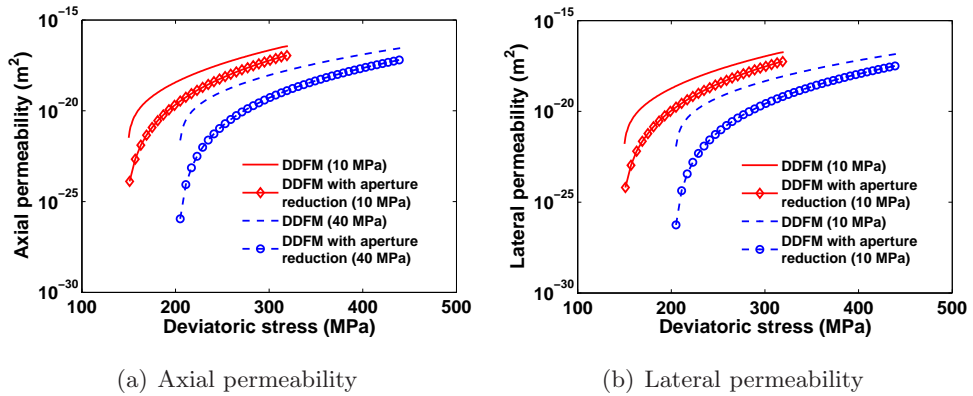 10⁻¹⁵
10⁻²⁰
10⁻²⁵
10⁻³⁰
Axial permeability (m²)
DDFM (10 MPa)
DDFM with aperture
reduction (10 MPa)
DDFM (40 MPa)
DDFM with aperture
reduction (40 MPa)
100 200 300 400 500
Deviatoric stress (MPa)
(a) Axial permeability
10⁻¹⁵
10⁻²⁰
10⁻²⁵
10⁻³⁰
Lateral permeability (m²)
DDFM (10 MPa)
DDFM with aperture
reduction (10 MPa)
DDFM (10 MPa)
DDFM with aperture
reduction (10 MPa)
100 200 300 400 500
Deviatoric stress (MPa)
(b) Lateral permeability